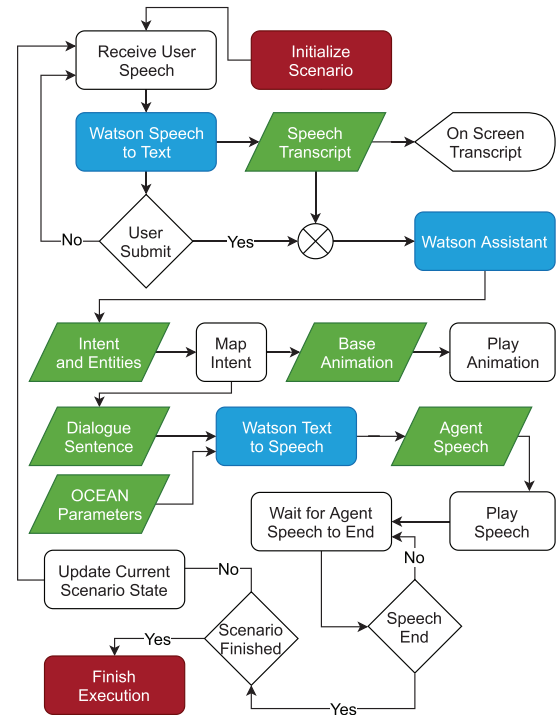 Receive User
Speech
Initialize
Scenario
Watson Speech
to Text
Speech
Transcript
On Screen
Transcript
User
Submit
No
Yes
Watson Assistant
Intent
and Entities
Map
Intent
Base
Animation
Play
Animation
Dialogue
Sentence
Watson Text
to Speech
Agent
Speech
OCEAN
Parameters
Wait for Agent
Speech to End
Play
Speech
No
Update Current
Scenario State
No
Speech
End
Scenario
Finished
Yes
Finish
Execution
Yes